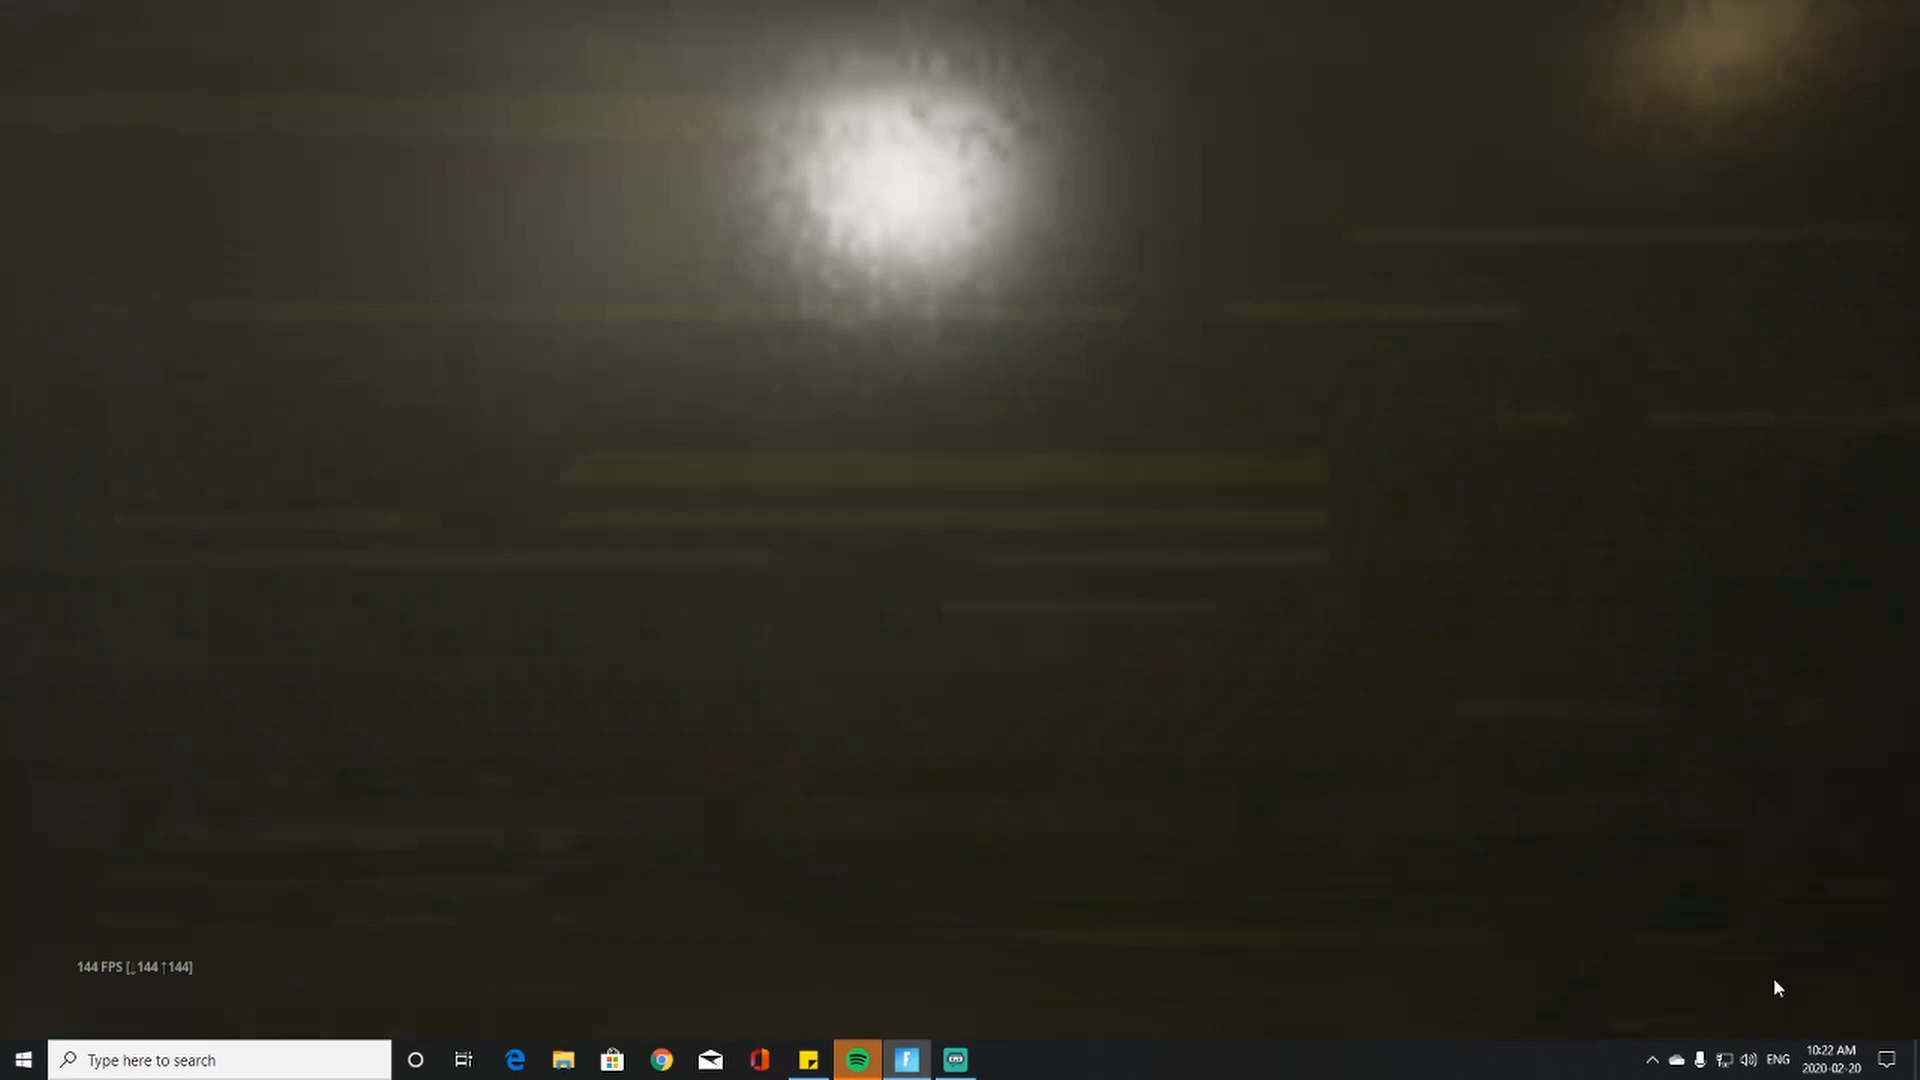 144 FPS [↓144 ↑144]
Type here to search
ENG
10:22 AM
2020-02-20